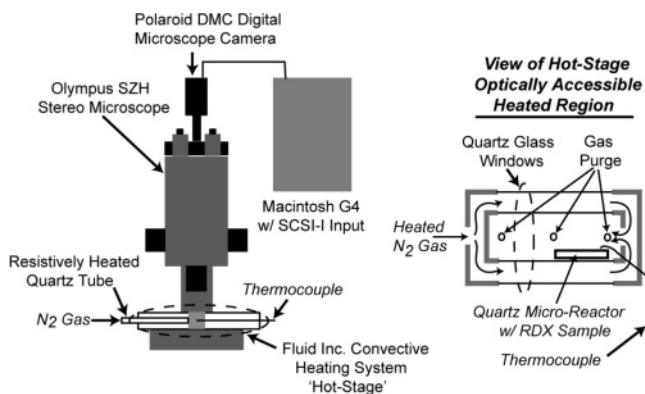 Polaroid DMC Digital
Microscope Camera
Olympus SZH
Stereo Microscope
Macintosh G4
w/ SCSI-I Input
Resistively Heated
Quartz Tube
N2 Gas
Thermocouple
Fluid Inc. Convective
Heating System
'Hot-Stage'
View of Hot-Stage
Optically Accessible
Heated Region
Quartz Glass
Windows
Gas
Purge
Heated
N2 Gas
Quartz Micro-Reactor
w/ RDX Sample
Thermocouple